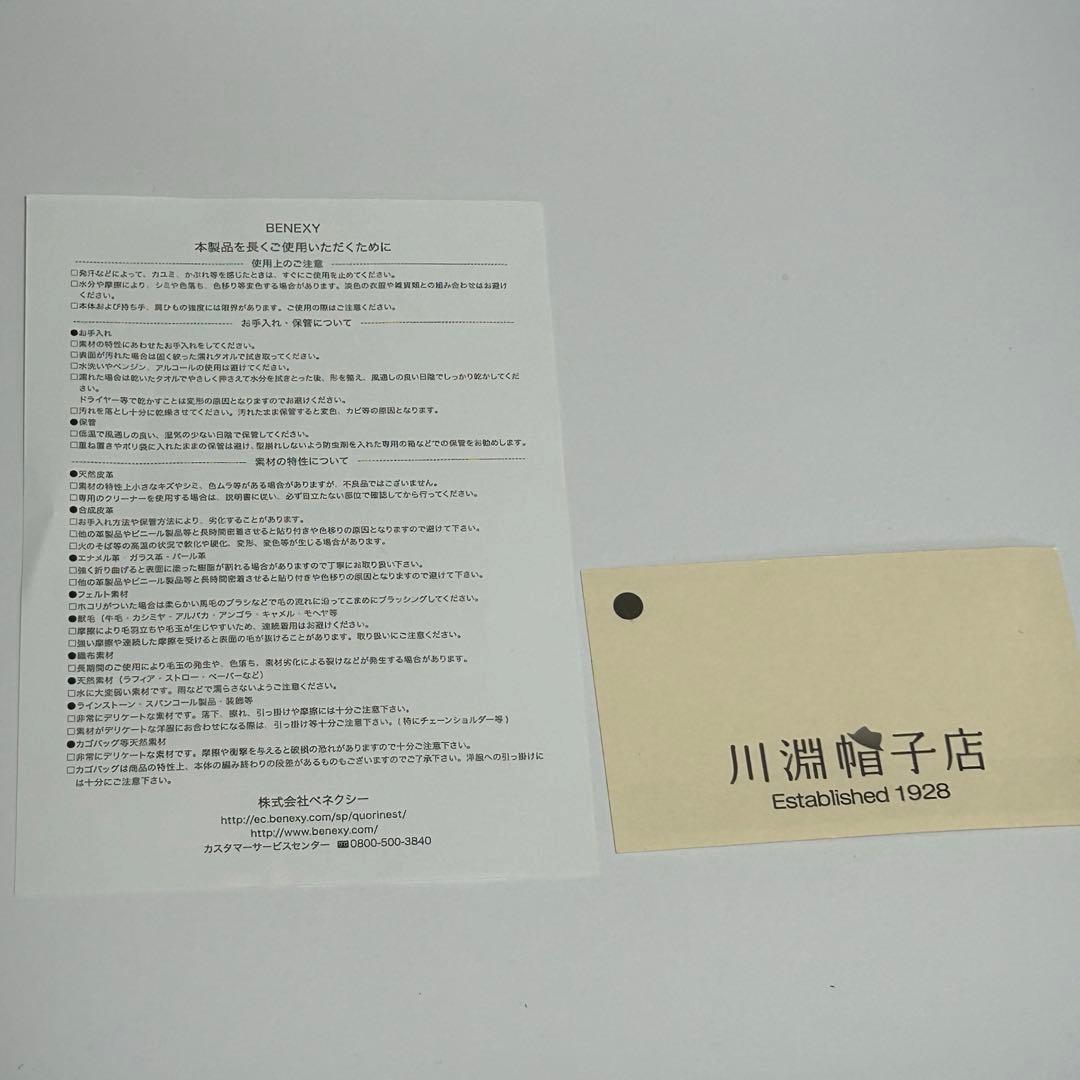 BENEXY
本製品を長くご使用いただくために
使用上のご注意
□発汗などによって、カユミ、かぶれ等を感じたときは、すぐにご使用を止めてください。
□水分や摩擦により、シミや色落ち、色移り等変色する場合があります。淡色の衣服や雑貨類との組み合わせはお避け
ください。
□本体および持ち手、肩ひもの強度には限界があります。ご使用の際はご注意ください。
お手入れ・保管について
●お手入れ
□素材の特性にあわせたお手入れをしてください。
□表面が汚れた場合は固く絞った濡れタオルで拭き取ってください。
□水洗いやベンジン、アルコールの使用は避けてください。
□濡れた場合は乾いたタオルでやさしく押さえて水分を拭きとった後、形を整え、風通しの良い日陰でしっかり乾かしてくだ
さい。
ドライヤー等で乾かすことは変形の原因となりますのでお避けください。
□汚れを落とし十分に乾燥させてください。汚れたまま保管すると変色、カビ等の原因となります。
●保管
□低温で風通しの良い、湿気の少ない日陰で保管してください。
□重ね置きやポリ袋に入れたままの保管は避け、型崩れしないよう防虫剤を入れた専用の箱などでの保管をお勧めします。
素材の特性について
●天然皮革
□素材の特性上小さなキズやシミ、色ムラ等がある場合がありますが、不良品ではございません。
□専用のクリーナーを使用する場合は、説明書に従い、必ず目立たない部位で確認してから行ってください。
●合成皮革
□お手入れ方法や保管方法により、劣化することがあります。
□他の革製品やビニール製品等と長時間密着させると貼り付きや色移りの原因となりますので避けて下さい。
□火のそば等の高温の状況で軟化や硬化、変形、変色等が生じる場合があります。
●エナメル革・ガラス革・パール革
□強く折り曲げると表面に塗った樹脂が割れる場合がありますので丁寧にお取り扱い下さい。
□他の革製品やビニール製品等と長時間密着させると貼り付きや色移りの原因となりますので避けて下さい。
●フェルト素材
□ホコリがついた場合は柔らかい馬毛のブラシなどで毛の流れに沿ってこまめにブラッシングしてください。
●獣毛（牛毛・カシミヤ・アルパカ・アンゴラ・キャメル・モヘヤ等
□摩擦により毛羽立ちや毛玉が生じやすいため、連続着用はお避けください。
□強い摩擦や連続した摩擦を受けると表面の毛が抜けることがあります。取り扱いにご注意ください。
●織布素材
□長期間のご使用により毛玉の発生や、色落ち、素材劣化による裂けなどが発生する場合があります。
●天然素材（ラフィア・ストロー・ペーパーなど）
□水に大変弱い素材です。雨などで濡らさないようご注意ください。
●ラインストーン・スパンコール製品・装飾等
□非常にデリケートな素材です。落下、擦れ、引っ掛けや摩擦には十分ご注意下さい。
□素材がデリケートな洋服にお合わせになる際は、引っ掛け等十分ご注意下さい。（特にチェーンショルダー等）
●カゴバッグ等天然素材
□非常にデリケートな素材です。摩擦や衝撃を与えると破損の恐れがありますので十分ご注意下さい。
□カゴバッグは商品の特性上、本体の編み終わりの段差があるものもございますのでご了承下さい。洋服への引っ掛けに
は十分にご注意下さい。
株式会社ベネクシー
http://ec.benexy.com/sp/quorinest/
http://www.benexy.com/
カスタマーサービスセンター 0800-500-3840
川淵帽子店
Established 1928